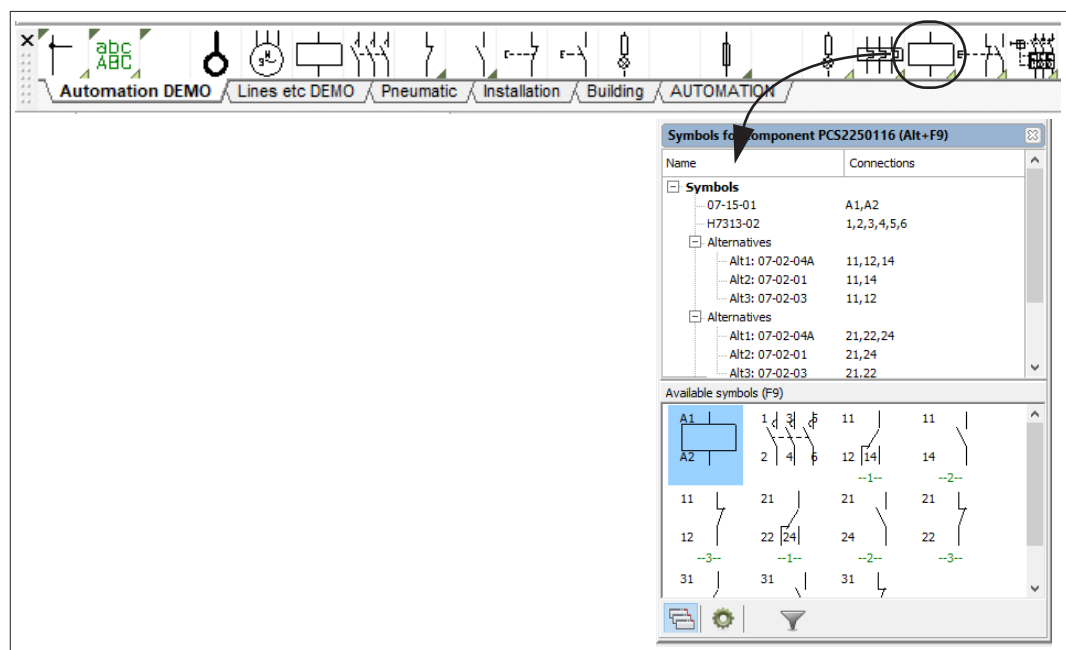 abc
ABC
Automation DEMO Lines etc DEMO Pneumatic Installation Building AUTOMATION
Symbols for Component PCS2250116 (Alt+F9)
Name Connections
Symbols
07-15-01 A1,A2
H7313-02 1,2,3,4,5,6
Alternatives
Alt1: 07-02-04A 11,12,14
Alt2: 07-02-01 11,14
Alt3: 07-02-03 11,12
Alternatives
Alt1: 07-02-04A 21,22,24
Alt2: 07-02-01 21,24
Alt3: 07-02-03 21.22
Available symbols (F9)
A1 1 3 5 11 11
A2 2 4 6 12 14 14
--1-- --2--
11 21 21 21
12 22 24 24 22
--3-- --1-- --2-- --3--
31 31 31